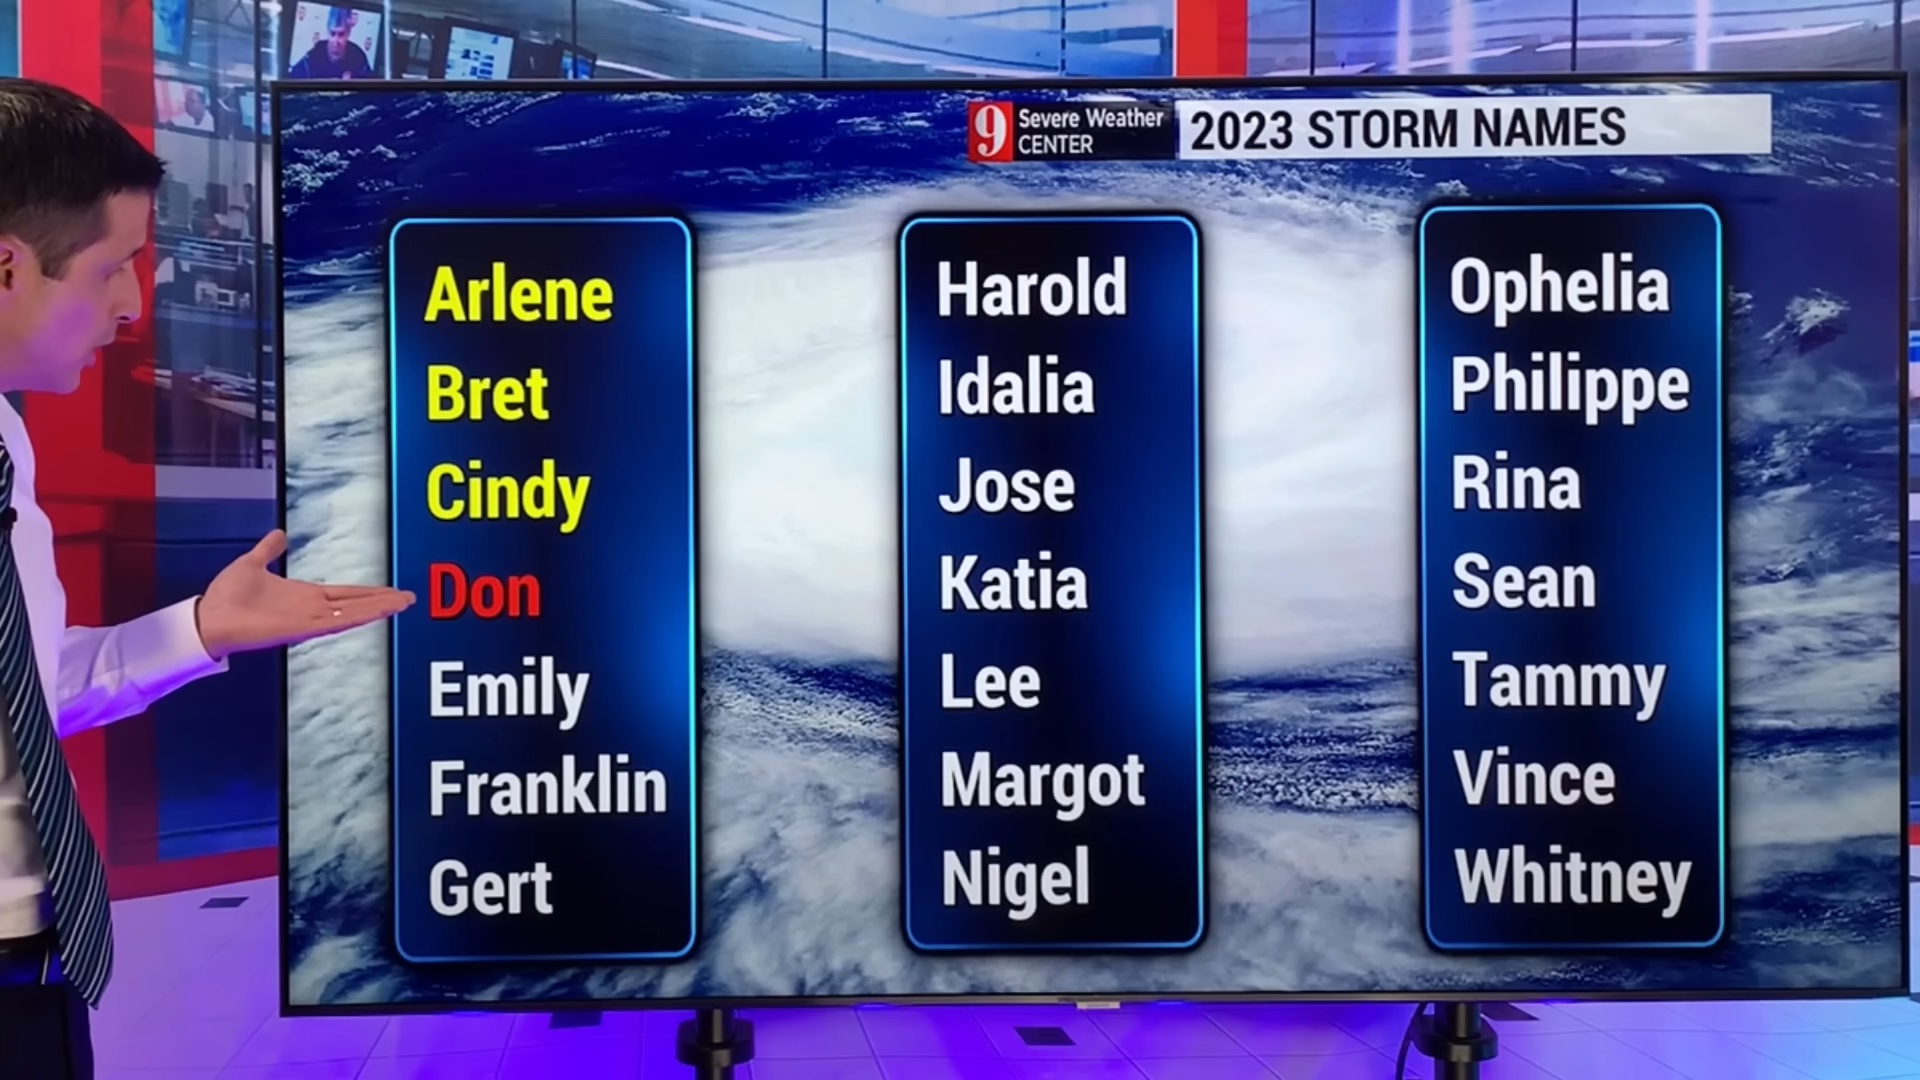 9 Severe Weather CENTER
2023 STORM NAMES
Arlene
Bret
Cindy
Don
Emily
Franklin
Gert
Harold
Idalia
Jose
Katia
Lee
Margot
Nigel
Ophelia
Philippe
Rina
Sean
Tammy
Vince
Whitney